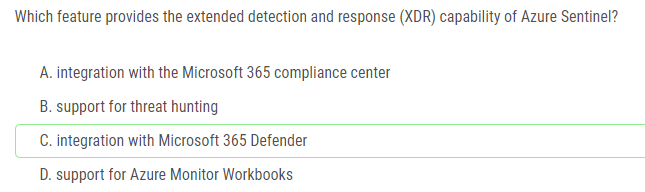 Which feature provides the extended detection and response (XDR) capability of Azure Sentinel?
A. integration with the Microsoft 365 compliance center
B. support for threat hunting
C. integration with Microsoft 365 Defender
D. support for Azure Monitor Workbooks